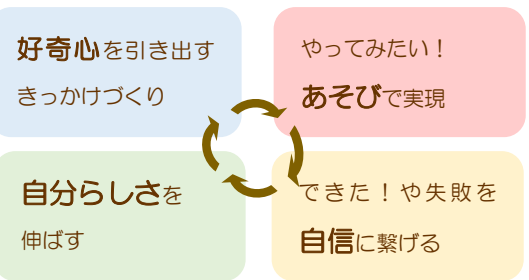 好奇心を引き出す
きっかけづくり
やってみたい！
あそびで実現
自分らしさを
伸ばす
できた！や失敗を
自信に繋げる